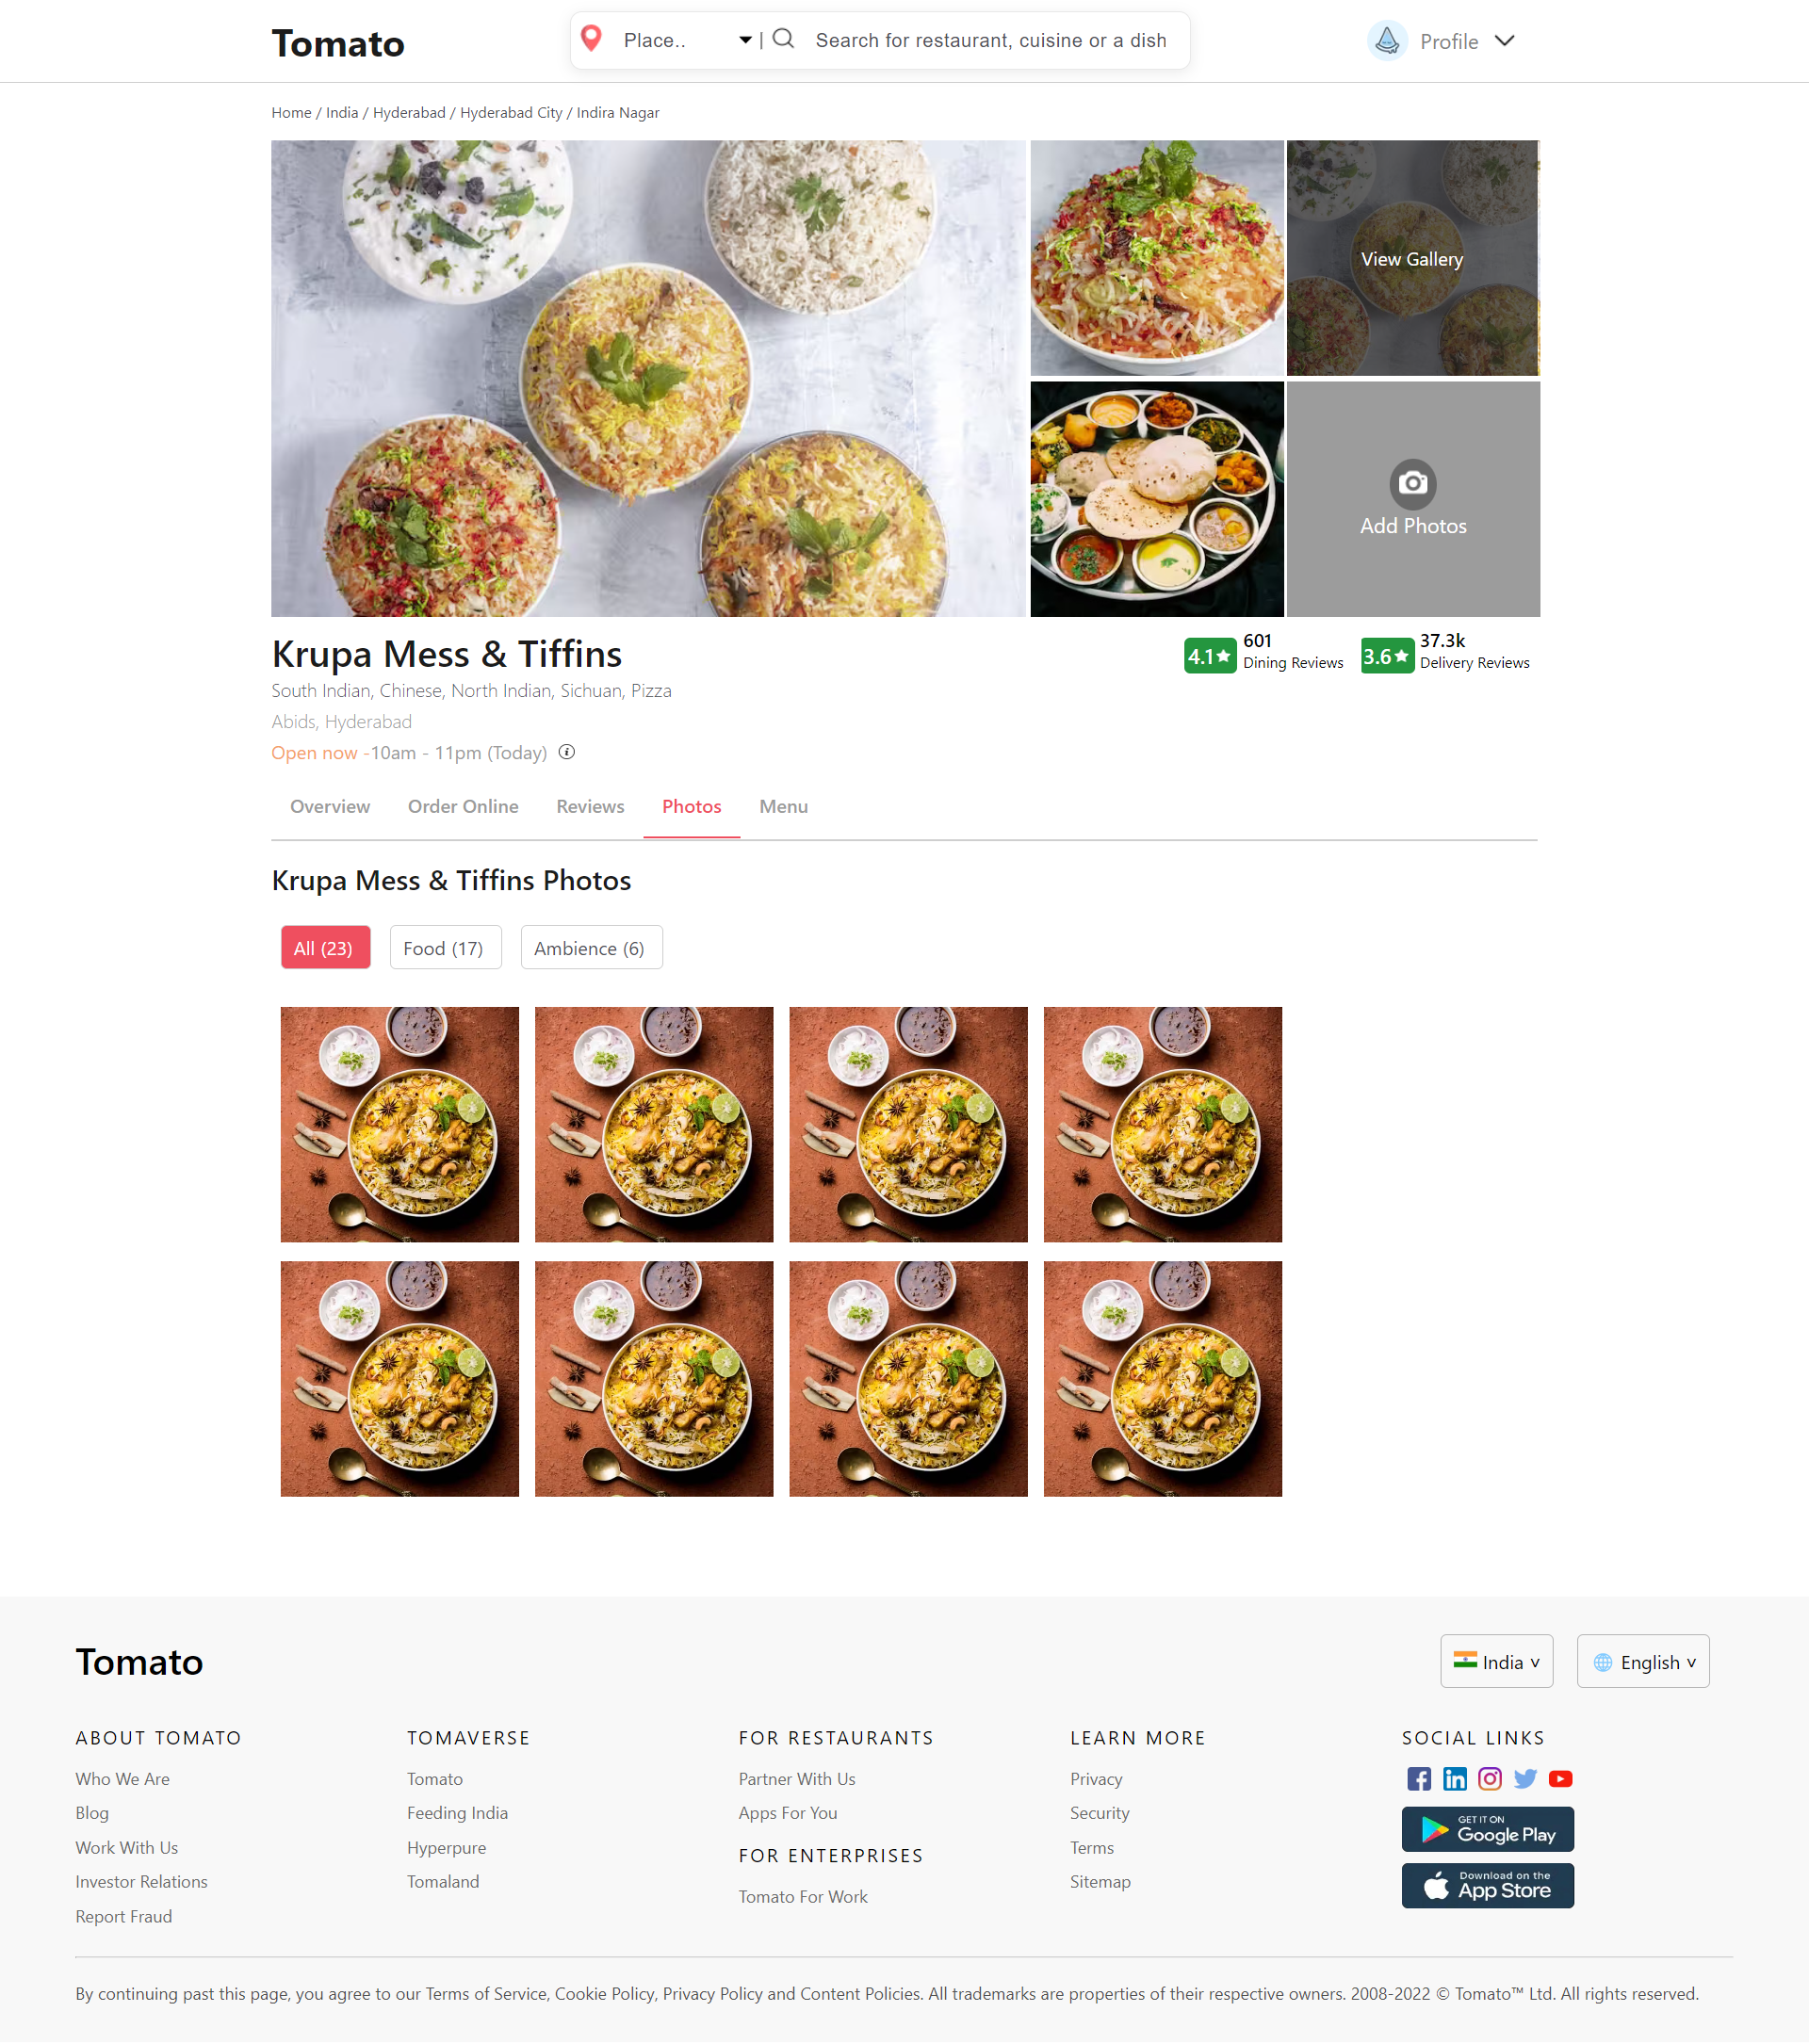 Tomato
Place.. | Search for restaurant, cuisine or a dish
Profile
Home / India / Hyderabad / Hyderabad City / Indira Nagar
View Gallery
Add Photos
Krupa Mess & Tiffins
4.1★ 601 Dining Reviews
3.6★ 37.3k Delivery Reviews
South Indian, Chinese, North Indian, Sichuan, Pizza
Abids, Hyderabad
Open now -10am - 11pm (Today)
Overview Order Online Reviews Photos Menu
Krupa Mess & Tiffins Photos
All (23) Food (17) Ambience (6)
Tomato
India ˅ English ˅
ABOUT TOMATO
Who We Are
Blog
Work With Us
Investor Relations
Report Fraud
TOMAVERSE
Tomato
Feeding India
Hyperpure
Tomaland
FOR RESTAURANTS
Partner With Us
Apps For You
FOR ENTERPRISES
Tomato For Work
LEARN MORE
Privacy
Security
Terms
Sitemap
SOCIAL LINKS
GET IT ON
Google Play
Download on the
App Store
By continuing past this page, you agree to our Terms of Service, Cookie Policy, Privacy Policy and Content Policies. All trademarks are properties of their respective owners. 2008-2022 © Tomato™ Ltd. All rights reserved.